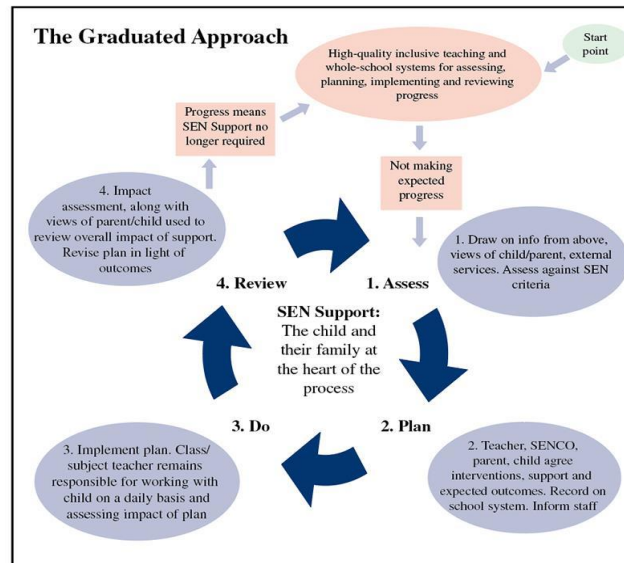 The Graduated Approach
Start
point
High-quality inclusive teaching and
whole-school systems for assessing,
planning, implementing and reviewing
progress
Progress means
SEN Support no
longer required
Not making
expected
progress
4. Impact
assessment, along with
views of parent/child used to
review overall impact of support.
Revise plan in light of
outcomes
1. Draw on info from above,
views of child/parent, external
services. Assess against SEN
criteria
4. Review
1. Assess
SEN Support:
The child and
their family at
the heart of the
process
3. Do
2. Plan
3. Implement plan. Class/
subject teacher remains
responsible for working with
child on a daily basis and
assessing impact of plan
2. Teacher, SENCO,
parent, child agree
interventions, support and
expected outcomes. Record on
school system. Inform staff